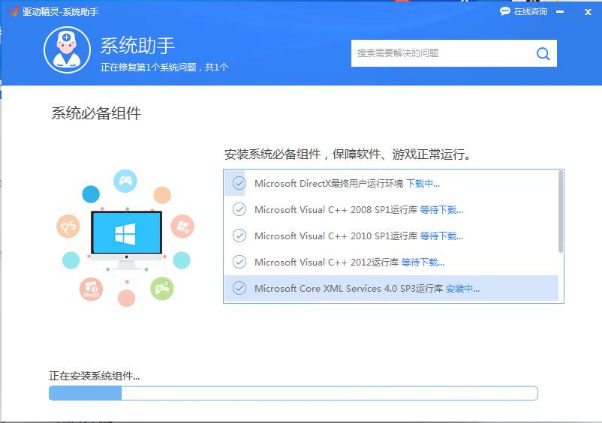 驱动精灵-系统助手
在线咨询
系统助手
正在修复第1个系统问题，共1个
搜索需要解决的问题
系统必备组件
安装系统必备组件，保障软件、游戏正常运行。
Microsoft DirectX最终用户运行环境 下载中...
Microsoft Visual C++ 2008 SP1运行库 等待下载...
Microsoft Visual C++ 2010 SP1运行库 等待下载...
Microsoft Visual C++ 2012运行库 等待下载...
Microsoft Core XML Services 4.0 SP3运行库 安装中...
PS
正在安装系统组件...